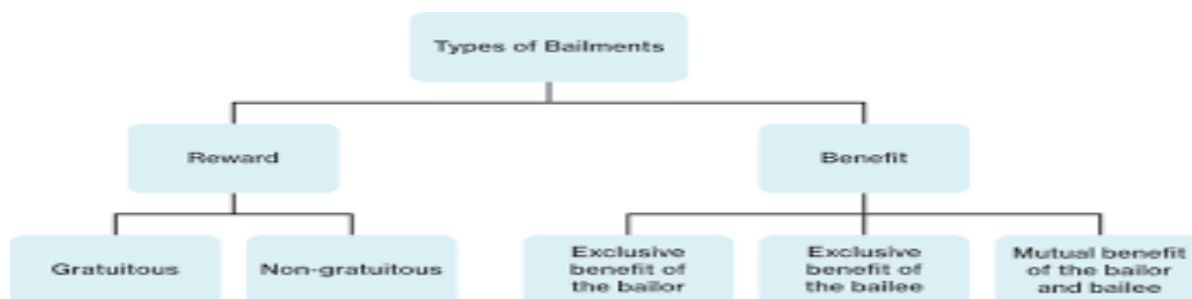 Types of Bailments
Reward
Benefit
Gratuitous
Non-gratuitous
Exclusive
benefit of
the bailor
Exclusive
benefit of
the bailee
Mutual benefit
of the bailor
and bailee